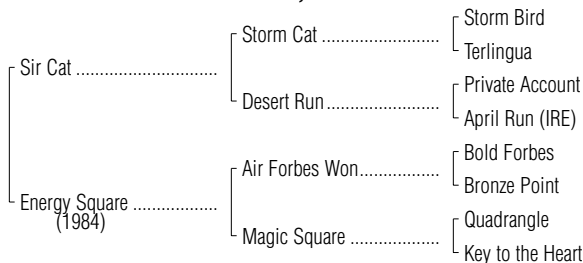 Storm Bird
Storm Cat ........................
Terlingua
Sir Cat .............................
Private Account
Desert Run .......................
April Run (IRE)
Bold Forbes
Air Forbes Won.................
Bronze Point
Energy Square .................
(1984)
Quadrangle
Magic Square ...................
Key to the Heart